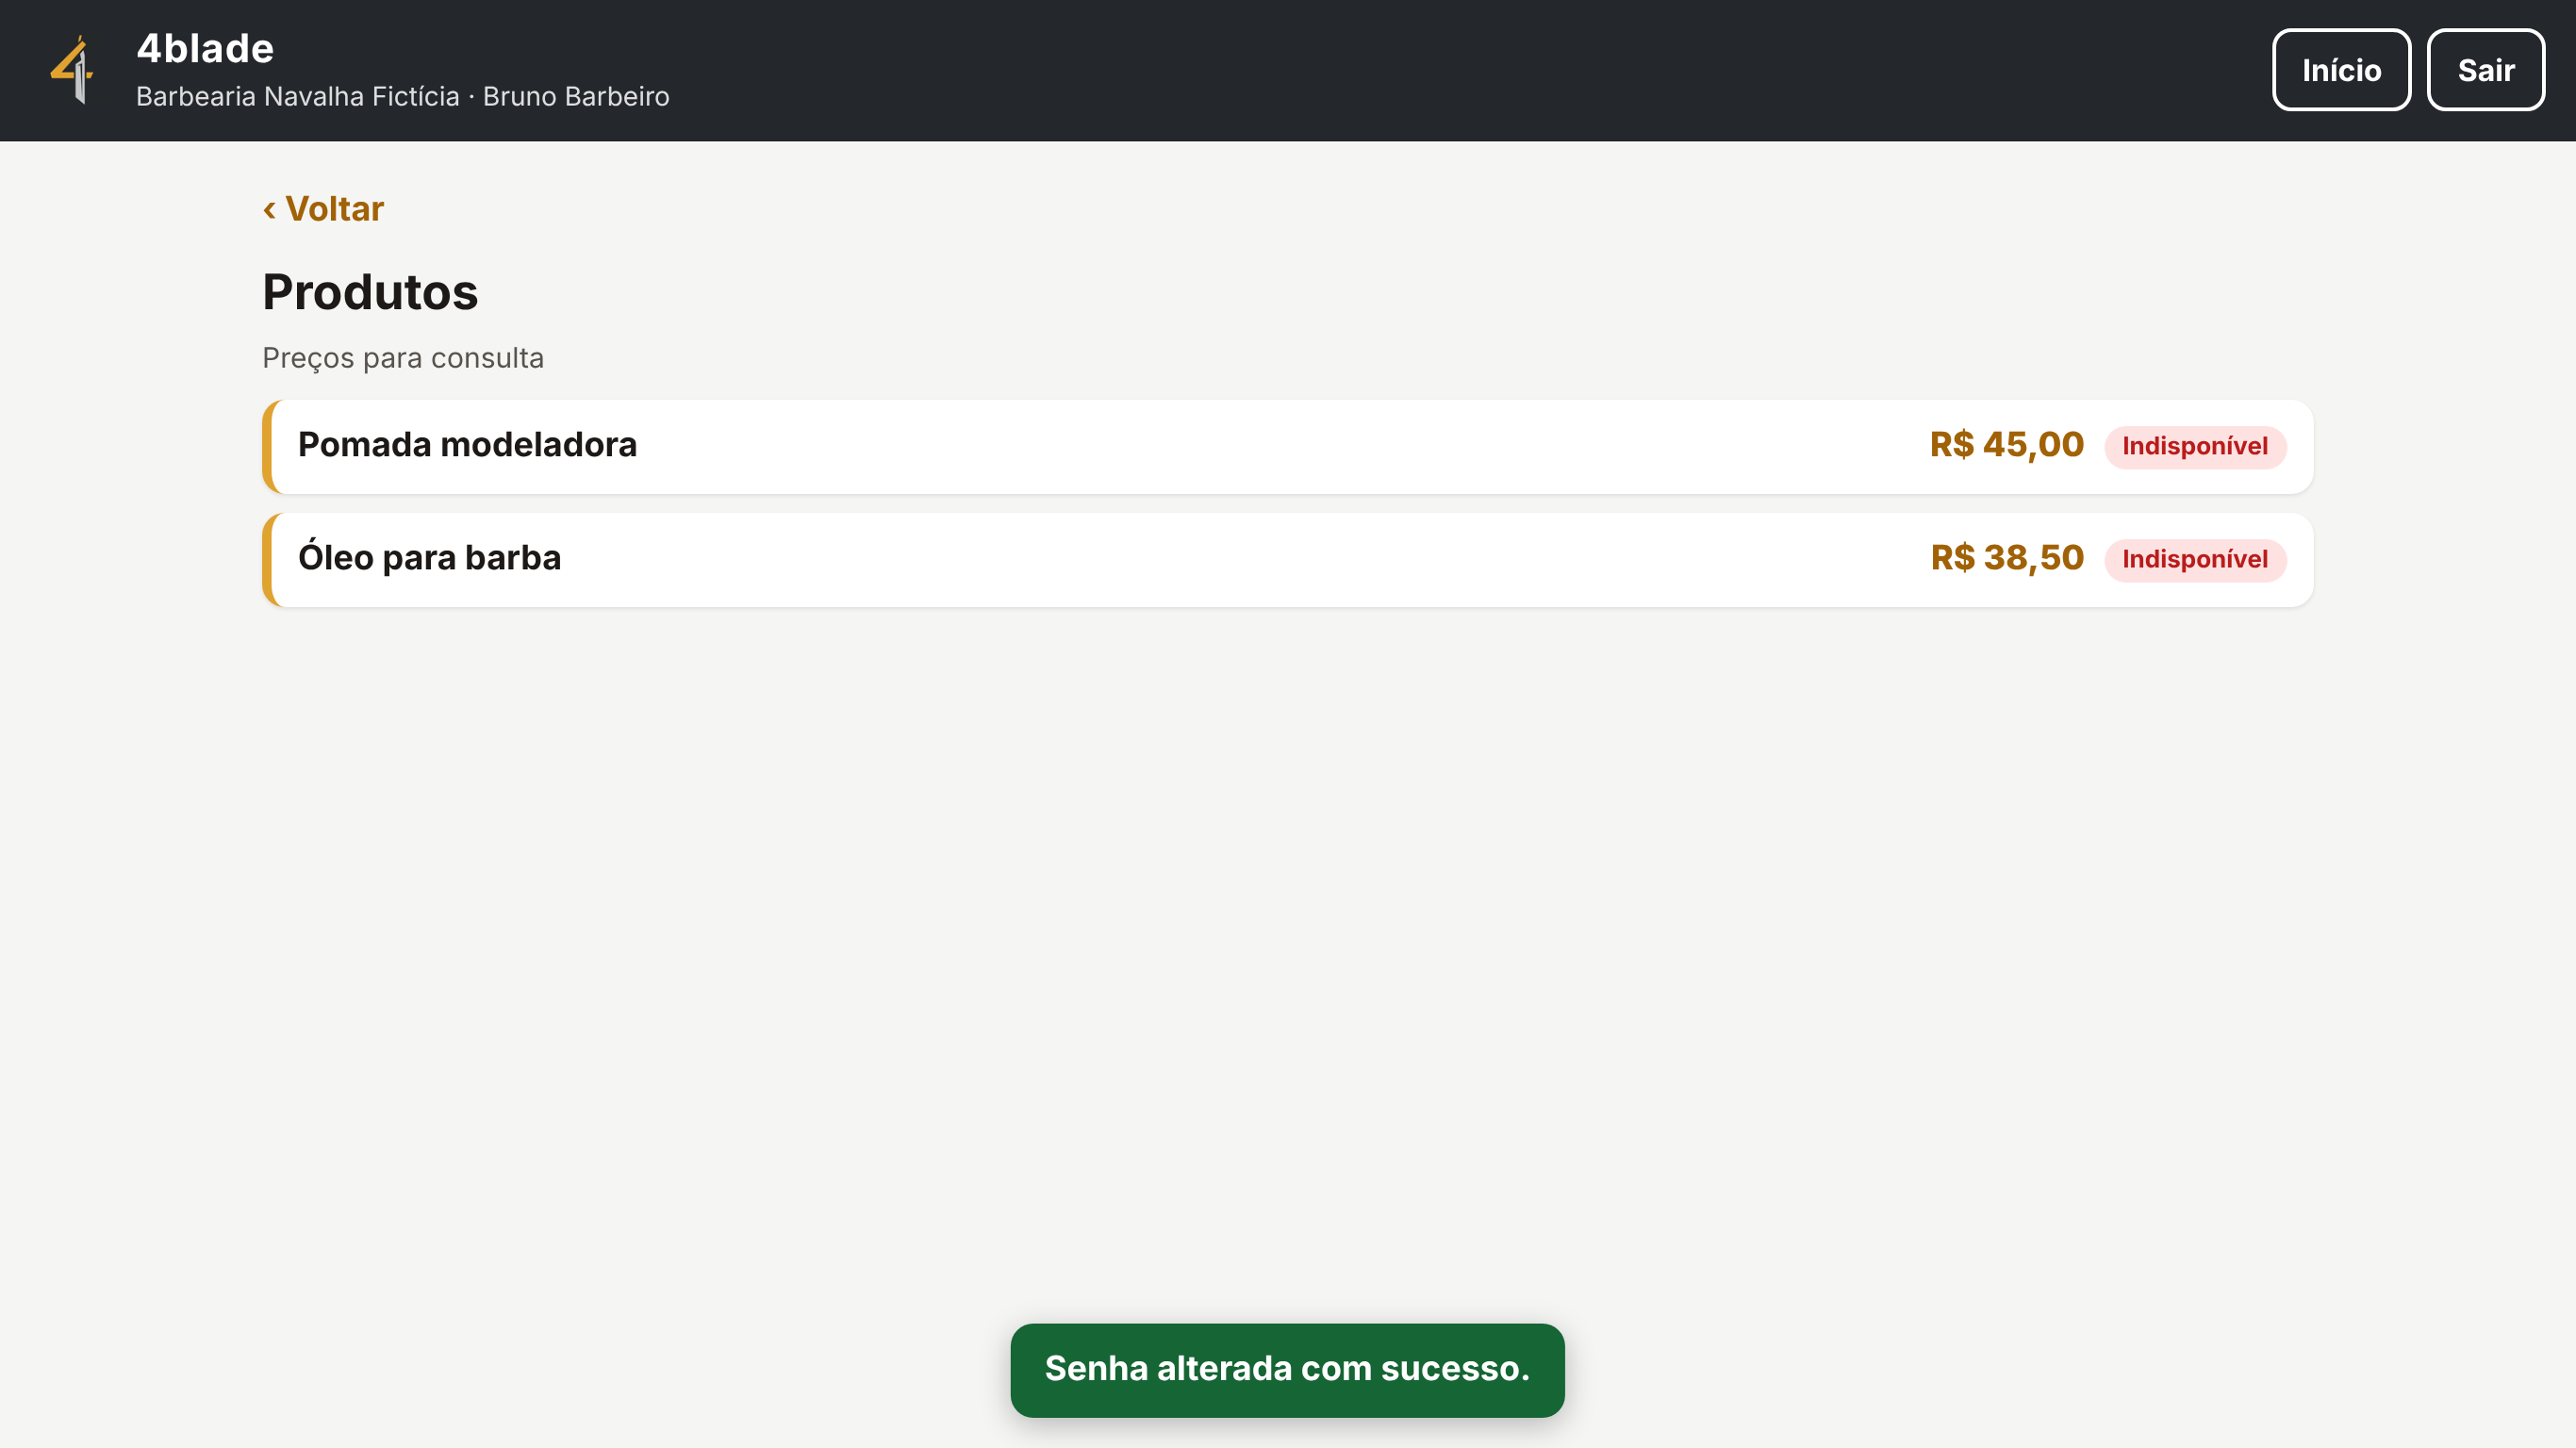 4blade
Barbearia Navalha Fictícia · Bruno Barbeiro
Início
Sair
‹ Voltar
Produtos
Preços para consulta
Pomada modeladora
R$ 45,00
Indisponível
Óleo para barba
R$ 38,50
Indisponível
Senha alterada com sucesso.